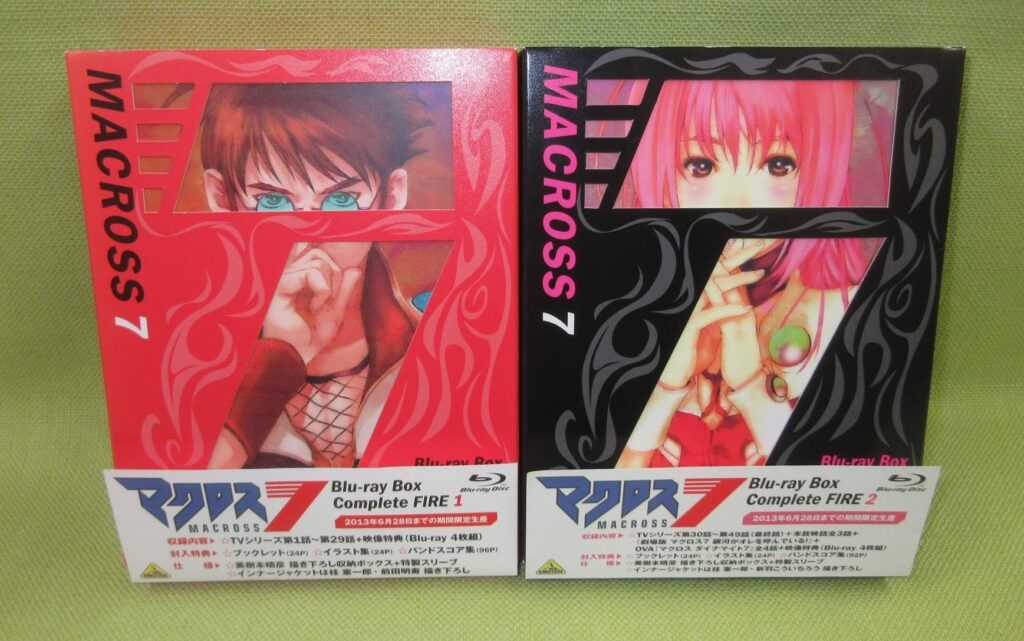 MACROSS 7
Blu-ray Box
マクロス7
MACROSS
Blu-ray Box
Complete FIRE 1
Blu-ray Disc
2013年6月28日までの期間限定生産
収録内容▶ ☆TVシリーズ第1話～第29話+映像特典(Blu-ray 4枚組)
封入特典▶ ☆ブックレット(24P) ☆イラスト集(24P) ☆バンドスコア集(96P)
仕様▶ ☆美樹本晴彦 描き下ろし収納ボックス+特製スリーブ
☆インナージャケットは桂 憲一郎・前田明寿 描き下ろし
EMOTION
MACROSS 7
Blu-ray Box
マクロス7
MACROSS
Blu-ray Box
Complete FIRE 2
Blu-ray Disc
2013年6月28日までの期間限定生産
収録内容▶ ☆TVシリーズ第30話～第49話(最終話)+未放映話全3話+
『劇場版 マクロス7 銀河がオレを呼んでいる!』+
OVA『マクロス ダイナマイト7』全4話+映像特典(Blu-ray 4枚組)
封入特典▶ ☆ブックレット(24P) ☆イラスト集(24P) ☆バンドスコア集(96P)
仕様▶ ☆美樹本晴彦 描き下ろし収納ボックス+特製スリーブ
☆インナージャケットは桂 憲一郎・新羽こういちろう 描き下ろし
EMOTION